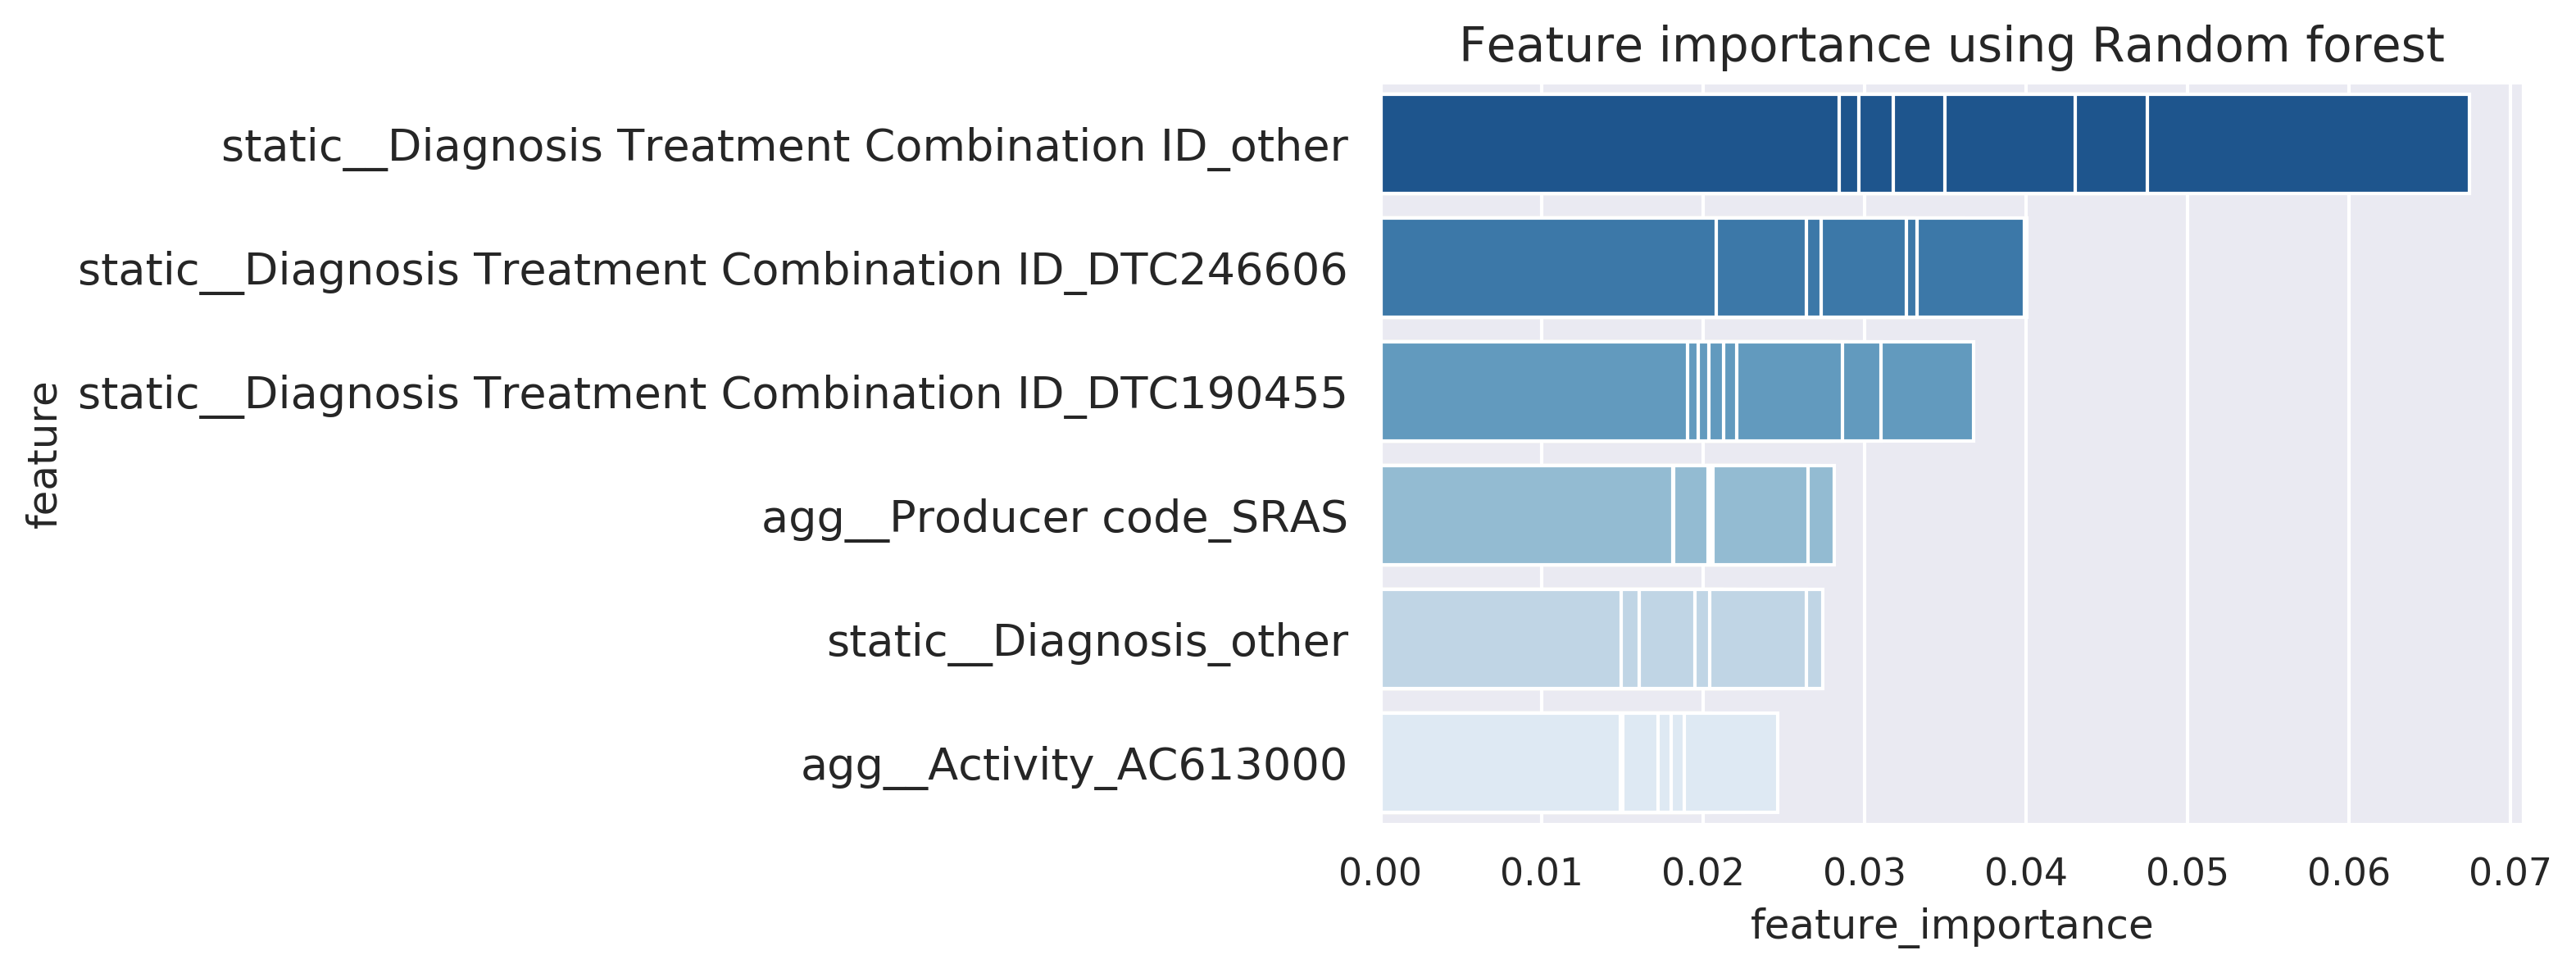 Feature importance using Random forest
feature
static__Diagnosis Treatment Combination ID_other
static__Diagnosis Treatment Combination ID_DTC246606
static__Diagnosis Treatment Combination ID_DTC190455
agg__Producer code_SRAS
static__Diagnosis_other
agg__Activity_AC613000
0.00 0.01 0.02 0.03 0.04 0.05 0.06 0.07
feature_importance